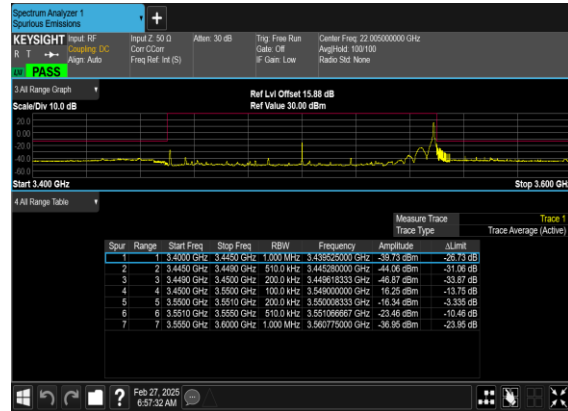 Spectrum Analyzer 1
Spurious Emissions
KEYSIGHT Input: RF Input Z: 50 Ω Atten: 30 dB Trig: Free Run Center Freq: 22.005000000 GHz
R T Coupling: DC Corr CCorr Gate: Off Avg|Hold: 100/100
Align: Auto Freq Ref: Int (S) IF Gain: Low Radio Std: None
PASS
3 All Range Graph
Ref Lvl Offset 15.88 dB
Scale/Div 10.0 dB Ref Value 30.00 dBm
20.0
0.00
-20.0
-40.0
-60.0
Start 3.400 GHz Stop 3.600 GHz
4 All Range Table
Measure Trace Trace 1
Trace Type Trace Average (Active)
Spur Range Start Freq Stop Freq RBW Frequency Amplitude ΔLimit
1 1 3.4000 GHz 3.4450 GHz 1.000 MHz 3.439525000 GHz -39.73 dBm -26.73 dB
2 2 3.4450 GHz 3.4490 GHz 510.0 kHz 3.445280000 GHz -44.06 dBm -31.06 dB
3 3 3.4490 GHz 3.4500 GHz 200.0 kHz 3.449618333 GHz -46.87 dBm -33.87 dB
4 4 3.4500 GHz 3.5500 GHz 100.0 kHz 3.549000000 GHz 16.25 dBm -13.75 dB
5 5 3.5500 GHz 3.5510 GHz 200.0 kHz 3.550008333 GHz -16.34 dBm -3.335 dB
6 6 3.5510 GHz 3.5550 GHz 510.0 kHz 3.551066667 GHz -23.46 dBm -10.46 dB
7 7 3.5550 GHz 3.6000 GHz 1.000 MHz 3.560775000 GHz -36.95 dBm -23.95 dB
Feb 27, 2025
6:57:32 AM